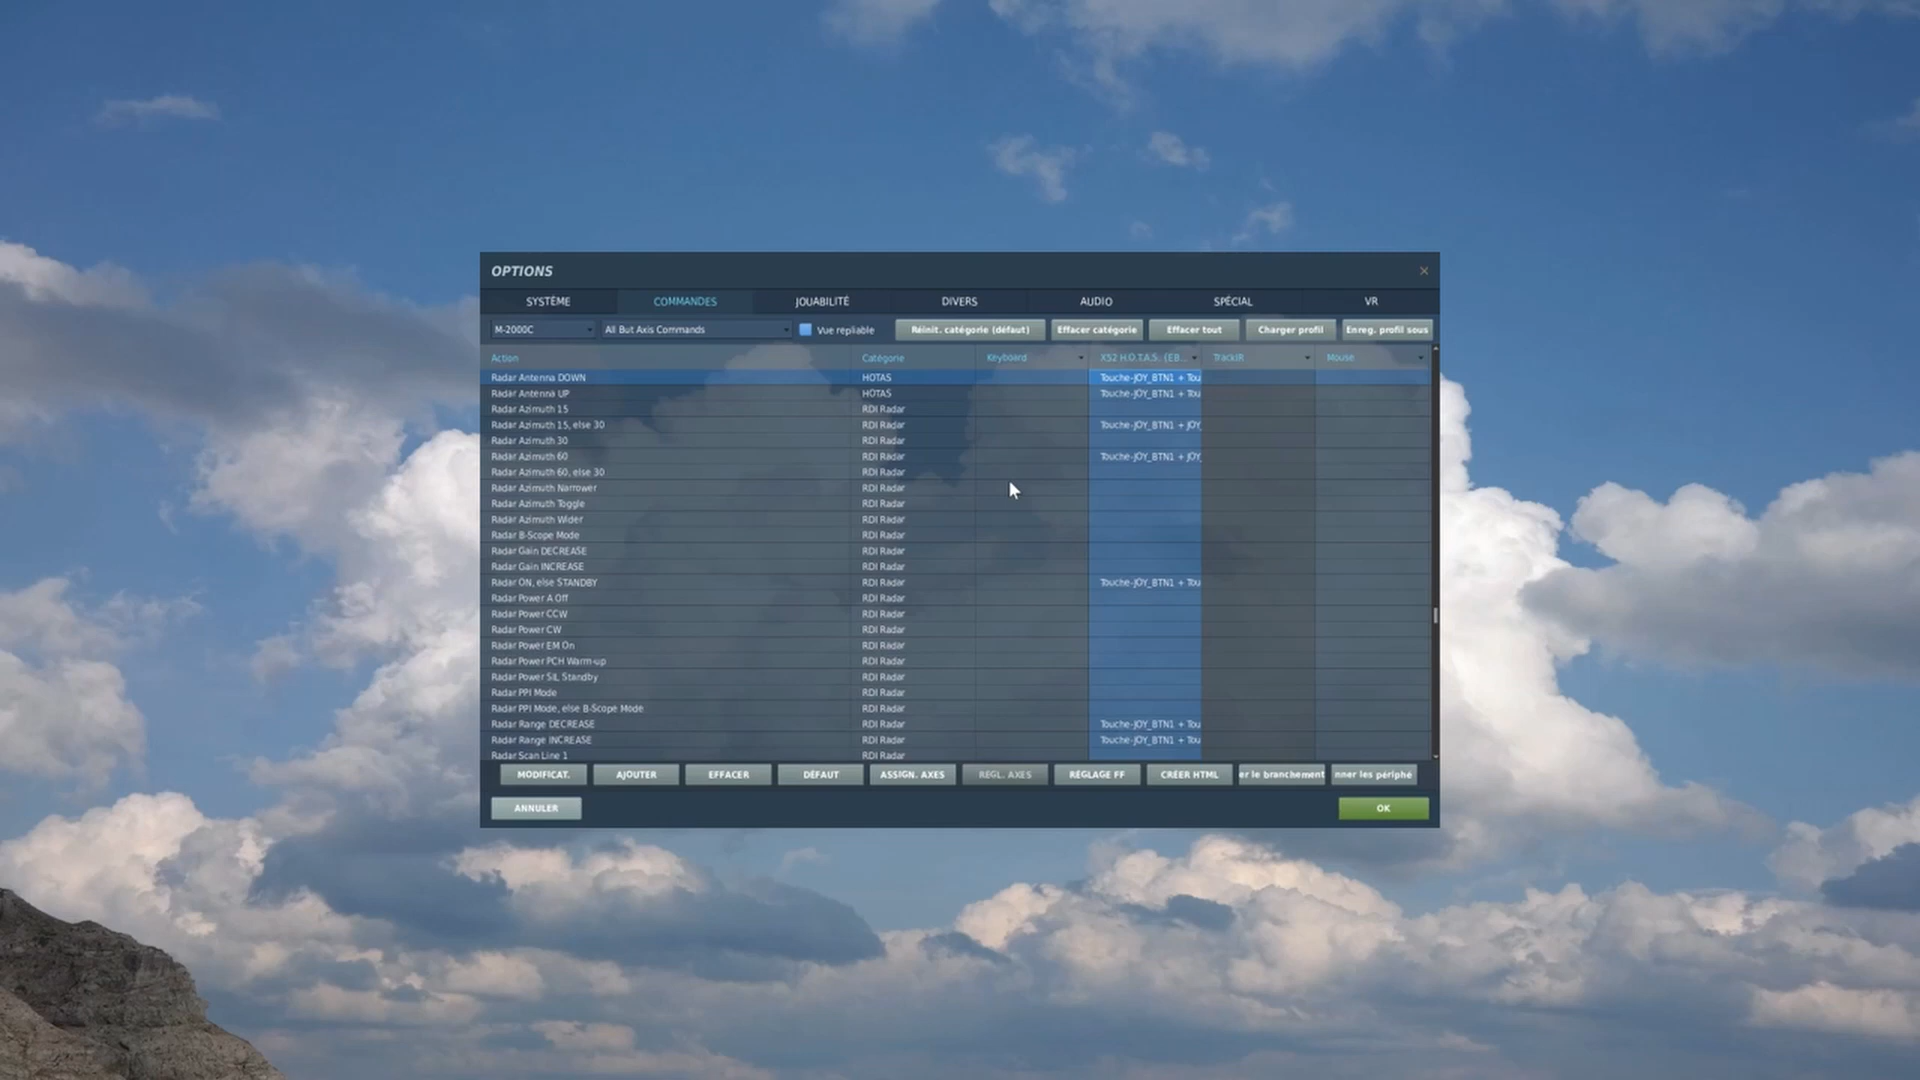 OPTIONS
SYSTÈME COMMANDES JOUABILITÉ DIVERS AUDIO SPÉCIAL VR
M-2000C All But Axis Commands Vue repliable Réinit. catégorie (défaut) Effacer catégorie Effacer tout Charger profil Enreg. profil sous
Action Catégorie Keyboard X52 H.O.T.A.S. {EB... TrackIR Mouse
Radar Antenna DOWN HOTAS Touche-JOY_BTN1 + Tou
Radar Antenna UP HOTAS Touche-JOY_BTN1 + Tou
Radar Azimuth 15 RDI Radar
Radar Azimuth 15, else 30 RDI Radar Touche-JOY_BTN1 + JOY_
Radar Azimuth 30 RDI Radar
Radar Azimuth 60 RDI Radar Touche-JOY_BTN1 + JOY_
Radar Azimuth 60, else 30 RDI Radar
Radar Azimuth Narrower RDI Radar
Radar Azimuth Toggle RDI Radar
Radar Azimuth Wider RDI Radar
Radar B-Scope Mode RDI Radar
Radar Gain DECREASE RDI Radar
Radar Gain INCREASE RDI Radar
Radar ON, else STANDBY RDI Radar Touche-JOY_BTN1 + Tou
Radar Power A Off RDI Radar
Radar Power CCW RDI Radar
Radar Power CW RDI Radar
Radar Power EM On RDI Radar
Radar Power PCH Warm-up RDI Radar
Radar Power SIL Standby RDI Radar
Radar PPI Mode RDI Radar
Radar PPI Mode, else B-Scope Mode RDI Radar
Radar Range DECREASE RDI Radar Touche-JOY_BTN1 + Tou
Radar Range INCREASE RDI Radar Touche-JOY_BTN1 + Tou
Radar Scan Line 1 RDI Radar
MODIFICAT. AJOUTER EFFACER DÉFAUT ASSIGN. AXES REGL. AXES RÉGLAGE FF CRÉER HTML er le branchement nner les périphé
ANNULER OK